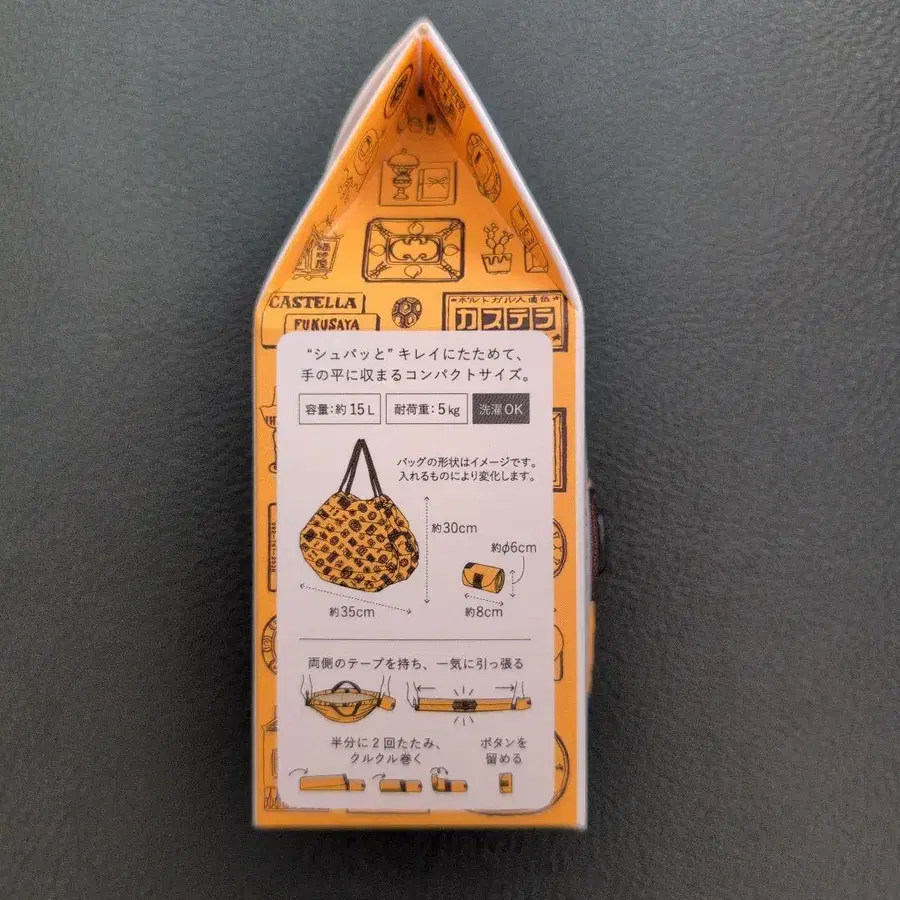 福砂屋
CASTELLA
FUKUSAYA
ポルトガル人直伝
カステラ
“シュパッと”キレイにたためて、
手の平に収まるコンパクトサイズ。
容量:約15L 耐荷重:5kg 洗濯OK
バッグの形状はイメージです。
入れるものにより変化します。
約30cm
約φ6cm
約35cm
約8cm
両側のテープを持ち、一気に引っ張る
半分に2回たたみ、
クルクル巻く
ボタンを
留める